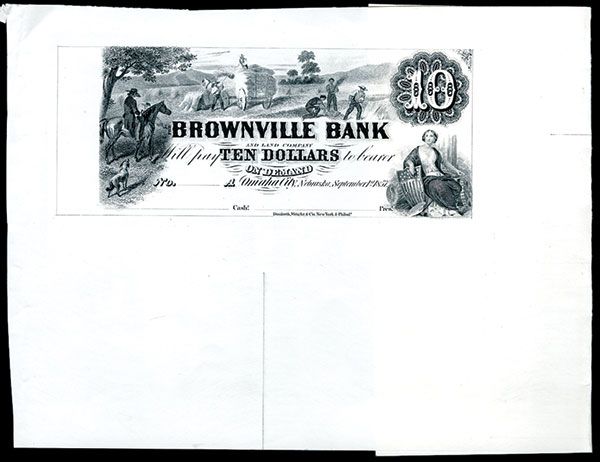 10
BROWNVILLE BANK
AND LAND COMPANY
Will pay TEN DOLLARS to bearer
ON DEMAND
No. A Omaha City, Nebraska, September 1st 1857
Cash! Pres.
Danforth, Wright & Co. New York & Philada